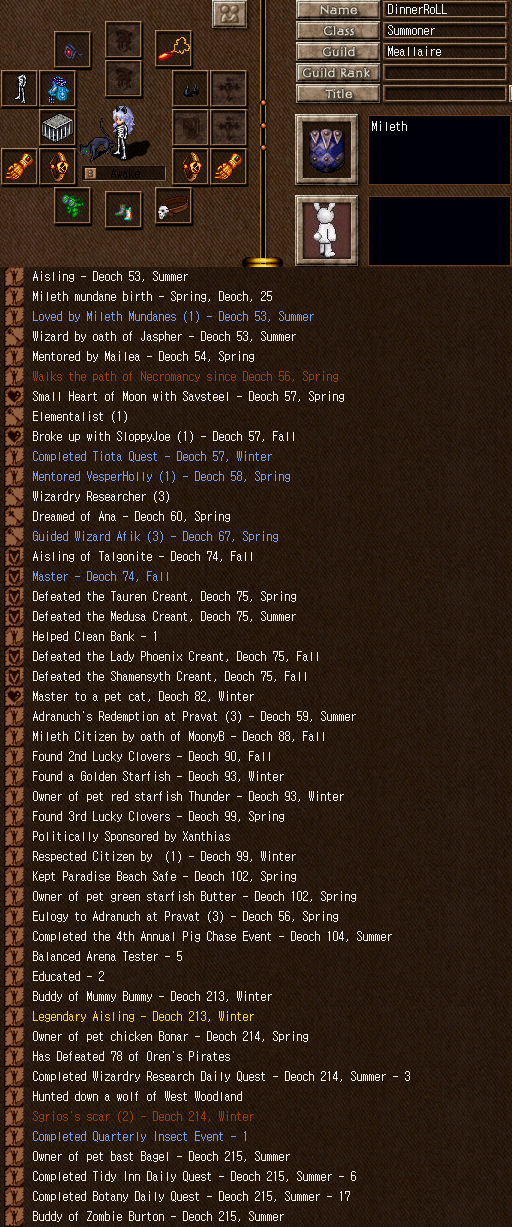 Name DinnerRoLL
Class Summoner
Guild Meallaire
Guild Rank
Title
Mileth
Awake
Aisling - Deoch 53, Summer
Mileth mundane birth - Spring, Deoch, 25
Loved by Mileth Mundanes (1) - Deoch 53, Summer
Wizard by oath of Jaspher - Deoch 53, Summer
Mentored by Mailea - Deoch 54, Spring
Walks the path of Necromancy since Deoch 56, Spring
Small Heart of Moon with Savsteel - Deoch 57, Spring
Elementalist (1)
Broke up with SloppyJoe (1) - Deoch 57, Fall
Completed Tiota Quest - Deoch 57, Winter
Mentored VesperHolly (1) - Deoch 58, Spring
Wizardry Researcher (3)
Dreamed of Ana - Deoch 60, Spring
Guided Wizard Afik (3) - Deoch 67, Spring
Aisling of Talgonite - Deoch 74, Fall
Master - Deoch 74, Fall
Defeated the Tauren Creant, Deoch 75, Spring
Defeated the Medusa Creant, Deoch 75, Summer
Helped Clean Bank - 1
Defeated the Lady Phoenix Creant, Deoch 75, Fall
Defeated the Shamensyth Creant, Deoch 75, Fall
Master to a pet cat, Deoch 82, Winter
Adranuch's Redemption at Pravat (3) - Deoch 59, Summer
Mileth Citizen by oath of MoonyB - Deoch 88, Fall
Found 2nd Lucky Clovers - Deoch 90, Fall
Found a Golden Starfish - Deoch 93, Winter
Owner of pet red starfish Thunder - Deoch 93, Winter
Found 3rd Lucky Clovers - Deoch 99, Spring
Politically Sponsored by Xanthias
Respected Citizen by  (1) - Deoch 99, Winter
Kept Paradise Beach Safe - Deoch 102, Spring
Owner of pet green starfish Butter - Deoch 102, Spring
Eulogy to Adranuch at Pravat (3) - Deoch 56, Spring
Completed the 4th Annual Pig Chase Event - Deoch 104, Summer
Balanced Arena Tester - 5
Educated - 2
Buddy of Mummy Bummy - Deoch 213, Winter
Legendary Aisling - Deoch 213, Winter
Owner of pet chicken Bonar - Deoch 214, Spring
Has Defeated 78 of Oren's Pirates
Completed Wizardry Research Daily Quest - Deoch 214, Summer - 3
Hunted down a wolf of West Woodland
Sgrios's scar (2) - Deoch 214, Winter
Completed Quarterly Insect Event - 1
Owner of pet bast Bagel - Deoch 215, Summer
Completed Tidy Inn Daily Quest - Deoch 215, Summer - 6
Completed Botany Daily Quest - Deoch 215, Summer - 17
Buddy of Zombie Burton - Deoch 215, Summer